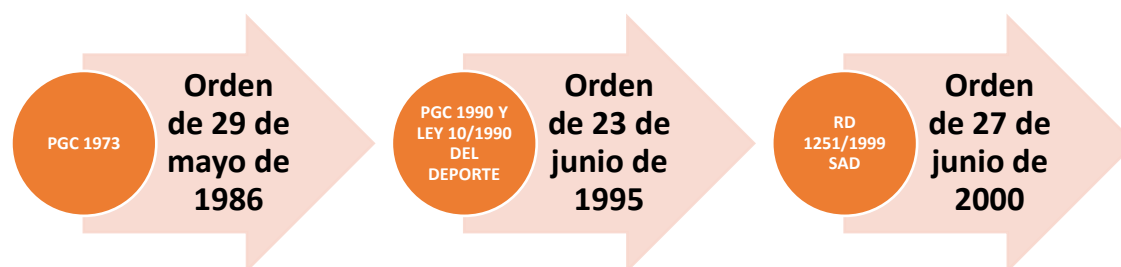 PGC 1973
Orden
de 29 de
mayo de
1986
PGC 1990 Y
LEY 10/1990
DEL
DEPORTE
Orden
de 23 de
junio de
1995
RD
1251/1999
SAD
Orden
de 27 de
junio de
2000